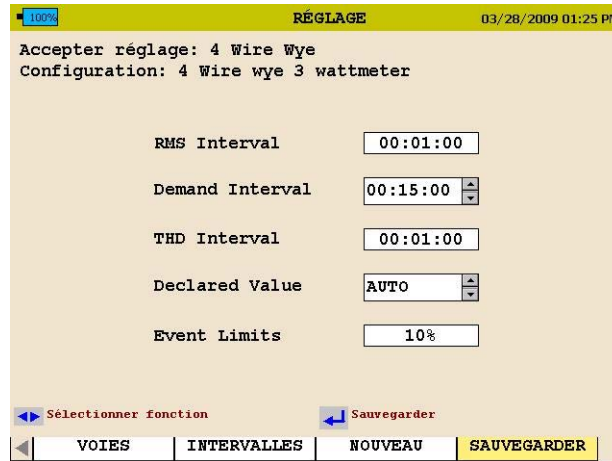 100% RÉGLAGE 03/28/2009 01:25 P
Accepter réglage: 4 Wire Wye
Configuration: 4 Wire wye 3 wattmeter
RMS Interval 00:01:00
Demand Interval 00:15:00
THD Interval 00:01:00
Declared Value AUTO
Event Limits 10%
Sélectionner fonction Sauvegarder
VOIES INTERVALLES NOUVEAU SAUVEGARDER